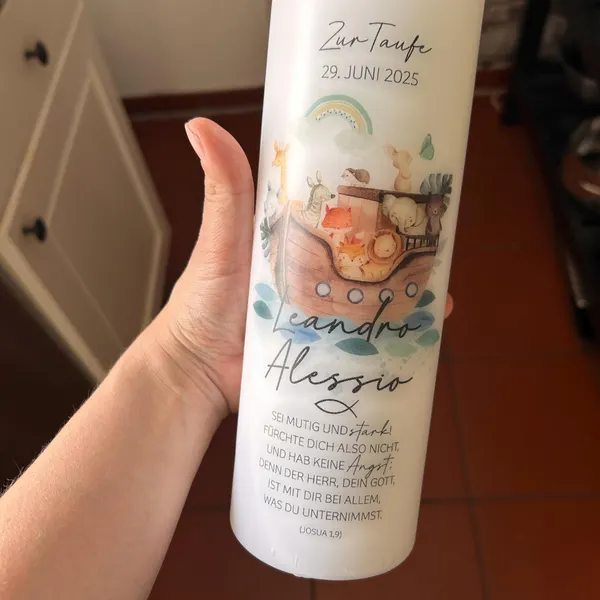 Zur Taufe
29. JUNI 2025
Leandro
Alessio
SEI MUTIG UND stark!
FÜRCHTE DICH ALSO NICHT,
UND HAB KEINE Angst;
DENN DER HERR, DEIN GOTT,
IST MIT DIR BEI ALLEM,
WAS DU UNTERNIMMST.
(JOSUA 1,9)